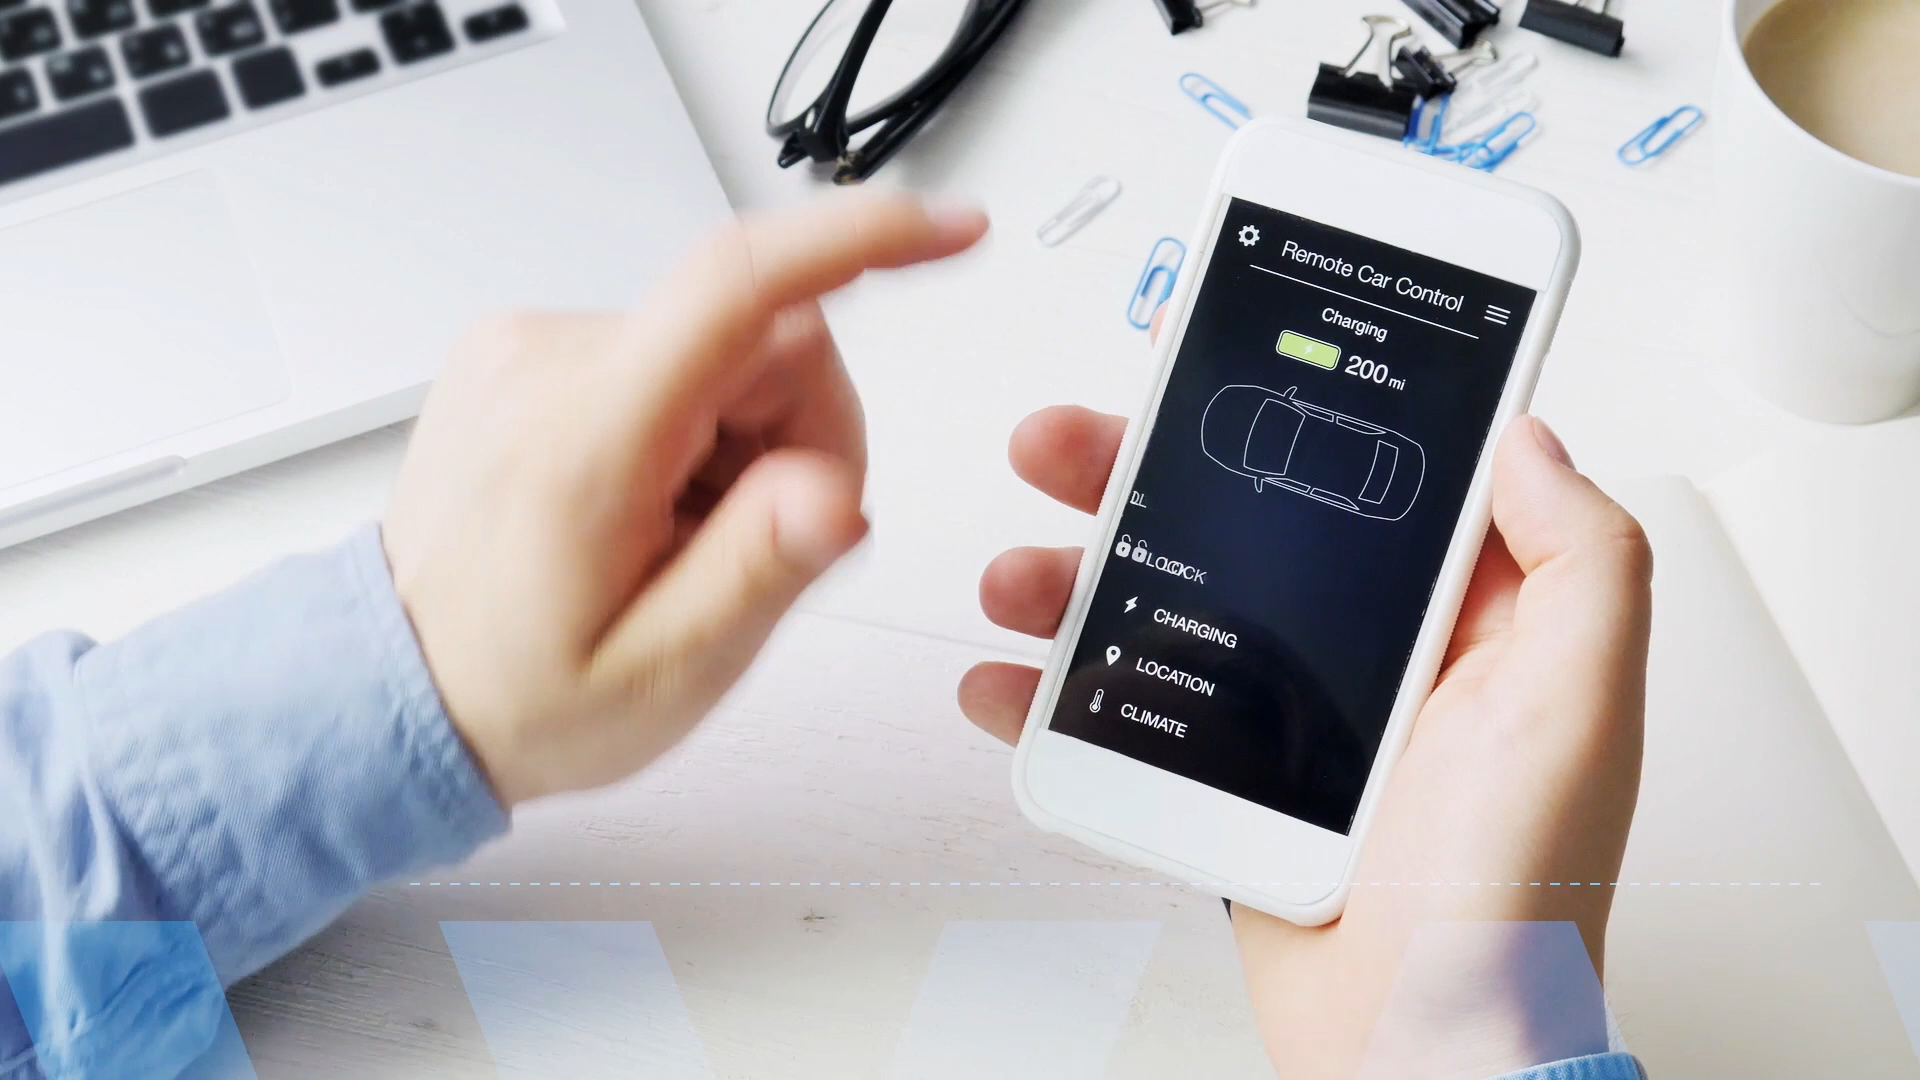 Remote Car Control
Charging
200 mi
CHARGING
LOCATION
CLIMATE